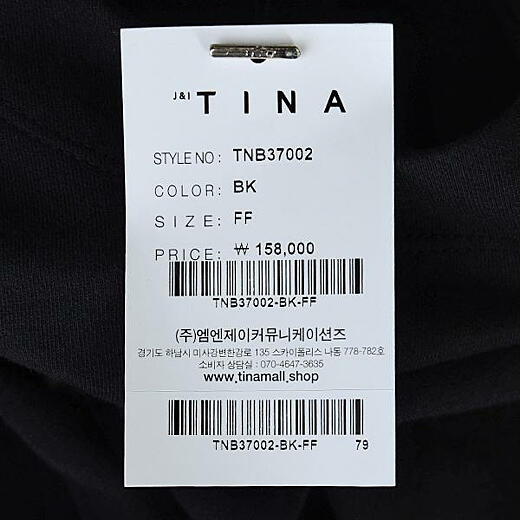 J&I TINA
STYLE NO : TNB37002
COLOR : BK
SIZE : FF
PRICE : ₩ 158,000
TNB37002-BK-FF
(주)엠엔제이커뮤니케이션즈
경기도 하남시 미사강변한강로 135 스카이폴리스 나동 778-782호
소비자 상담실 : 070-4647-3635
www.tinamall.shop
TNB37002-BK-FF 79